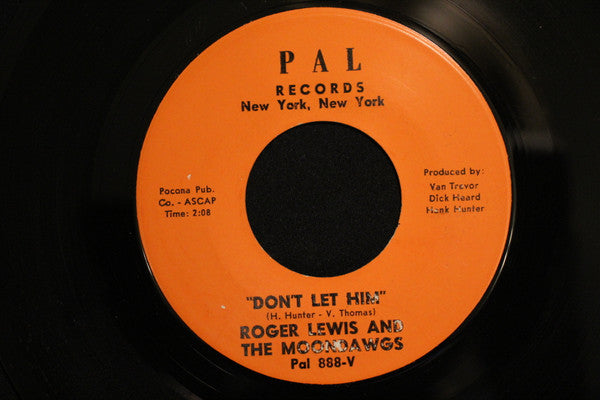 PAL
RECORDS
New York, New York
Pocona Pub.
Co. - ASCAP
Time: 2:08
Produced by:
Van Trevor
Dick Heard
Hank Hunter
"DON'T LET HIM"
(H. Hunter - V. Thomas)
ROGER LEWIS AND
THE MOONDAWGS
Pal 888-V